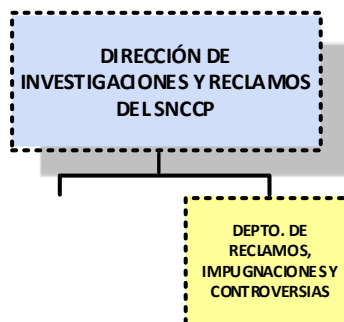 DIRECCIÓN DE
INVESTIGACIONES Y RECLAMOS
DEL SNCCP
DEPTO. DE
RECLAMOS,
IMPUGNACIONES Y
CONTROVERSIAS